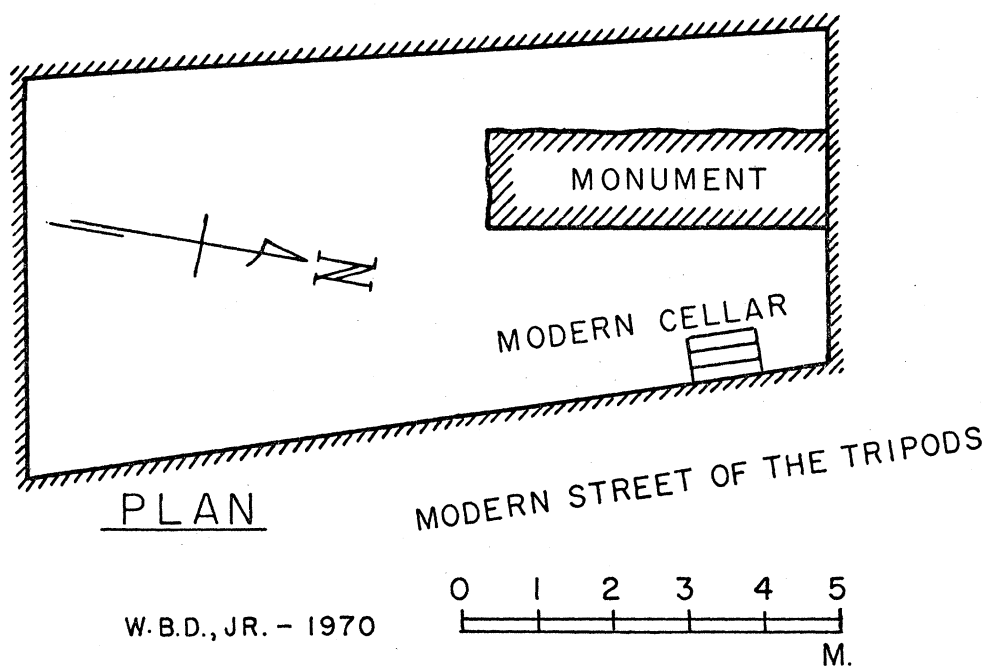 MONUMENT
N
MODERN CELLAR
MODERN STREET OF THE TRIPODS
PLAN
0 1 2 3 4 5
W.B.D., JR. - 1970
M.